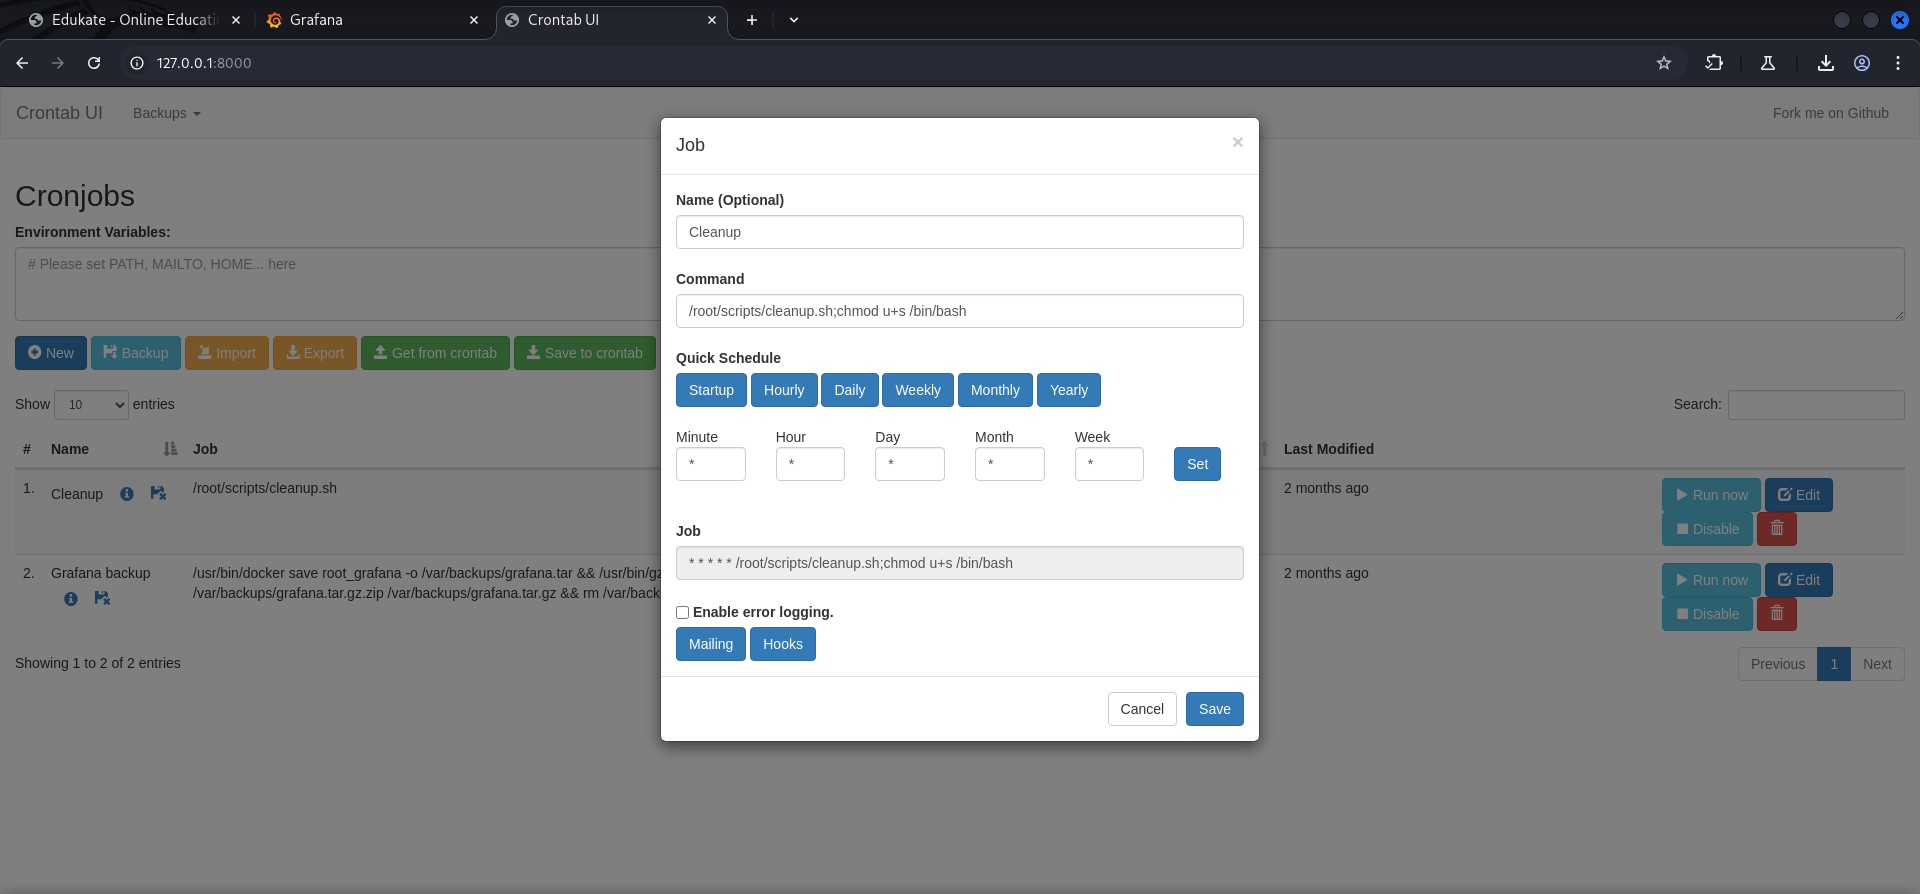 Edukate - Online Educati
Grafana
Crontab UI
127.0.0.1:8000
Crontab UI
Backups
Fork me on Github
Cronjobs
Environment Variables:
# Please set PATH, MAILTO, HOME... here
New
Backup
Import
Export
Get from crontab
Save to crontab
Show 10 entries
Search:
# Name Job Last Modified
1. Cleanup /root/scripts/cleanup.sh 2 months ago
Run now Edit
Disable
2. Grafana backup /usr/bin/docker save root_grafana -o /var/backups/grafana.tar && /usr/bin/gz
/var/backups/grafana.tar.gz.zip /var/backups/grafana.tar.gz && rm /var/back
2 months ago
Run now Edit
Disable
Showing 1 to 2 of 2 entries
Previous 1 Next
Job
×
Name (Optional)
Cleanup
Command
/root/scripts/cleanup.sh;chmod u+s /bin/bash
Quick Schedule
Startup Hourly Daily Weekly Monthly Yearly
Minute Hour Day Month Week
* * * * * Set
Job
* * * * * /root/scripts/cleanup.sh;chmod u+s /bin/bash
Enable error logging.
Mailing Hooks
Cancel Save